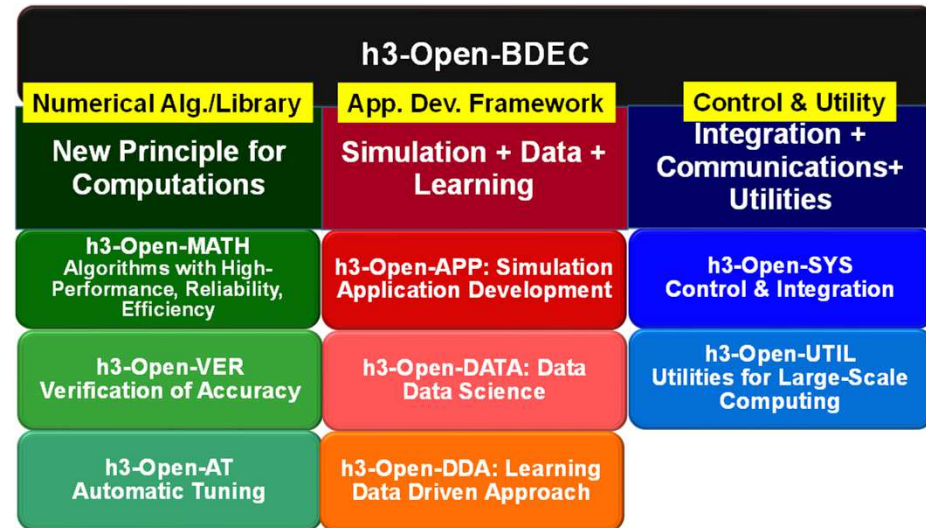 h3-Open-BDEC
Numerical Alg./Library
New Principle for
Computations
App. Dev. Framework
Simulation + Data +
Learning
Control & Utility
Integration +
Communications+
Utilities
h3-Open-MATH
Algorithms with High-
Performance, Reliability,
Efficiency
h3-Open-APP: Simulation
Application Development
h3-Open-SYS
Control & Integration
h3-Open-VER
Verification of Accuracy
h3-Open-DATA: Data
Data Science
h3-Open-UTIL
Utilities for Large-Scale
Computing
h3-Open-AT
Automatic Tuning
h3-Open-DDA: Learning
Data Driven Approach